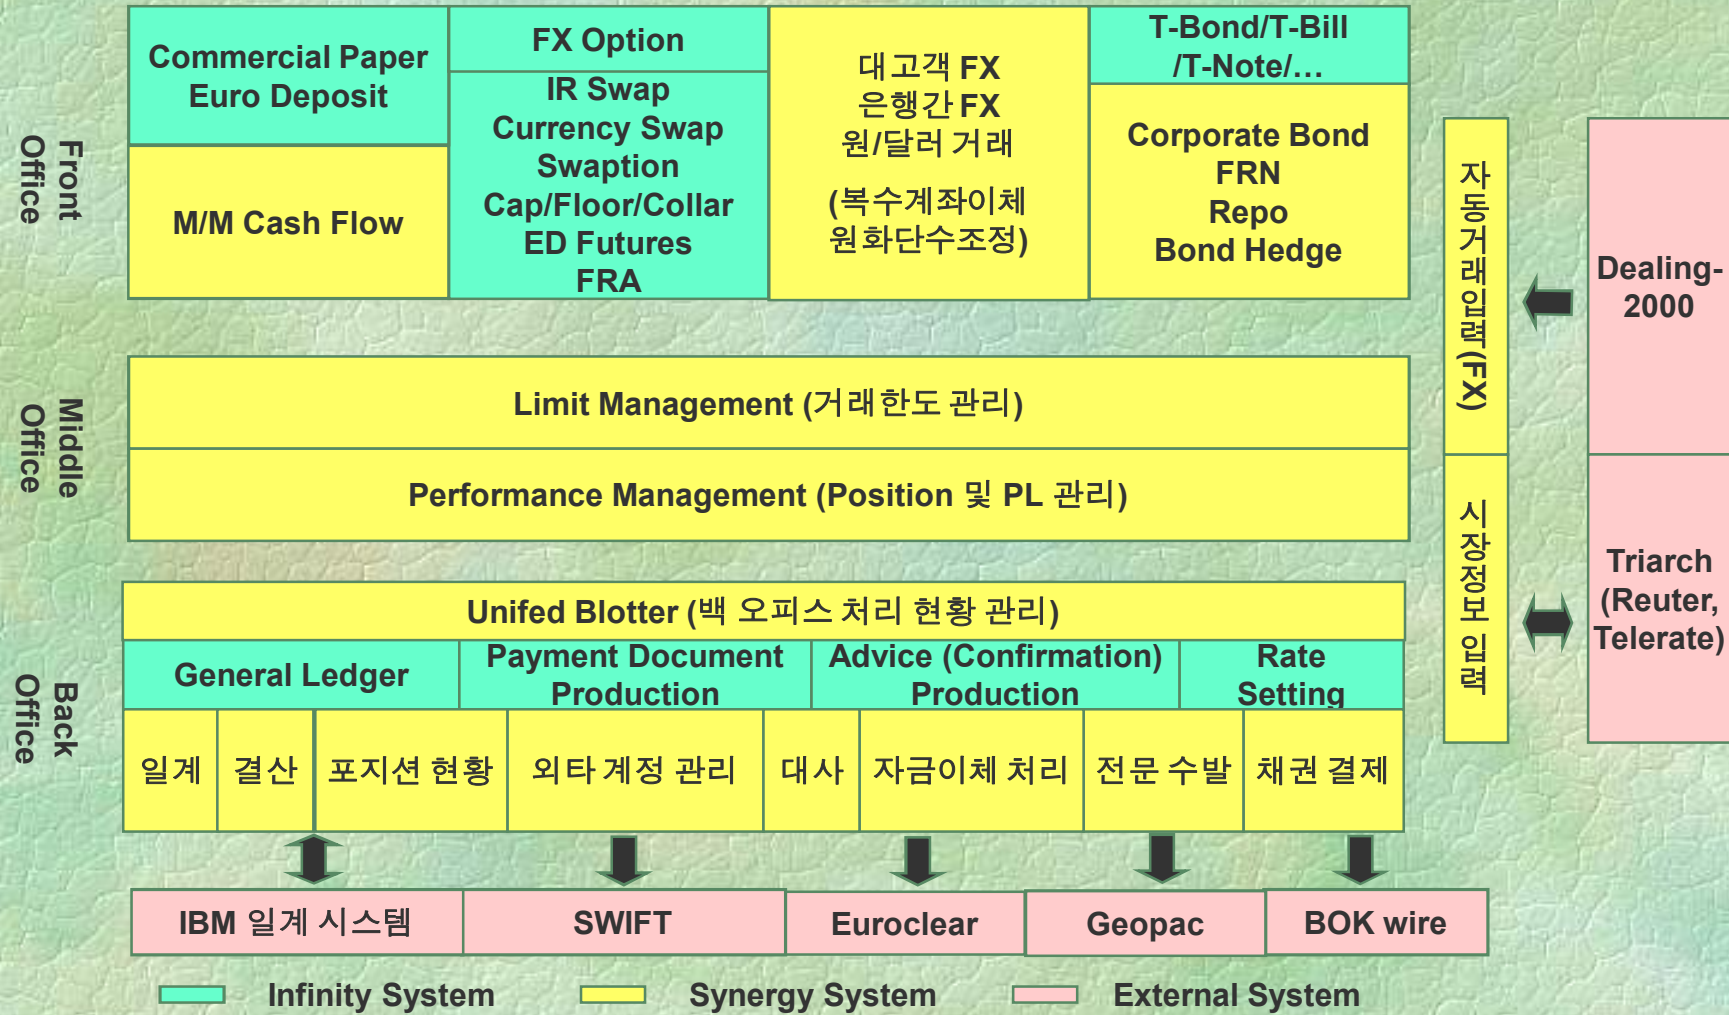 Front
Office
Commercial Paper
Euro Deposit
M/M Cash Flow
FX Option
IR Swap
Currency Swap
Swaption
Cap/Floor/Collar
ED Futures
FRA
대고객 FX
은행간 FX
원/달러 거래
(복수계좌이체
원화단수조정)
T-Bond/T-Bill
/T-Note/…
Corporate Bond
FRN
Repo
Bond Hedge
자동거래입력(FX)
Dealing-
2000
Middle
Office
Limit Management (거래한도 관리)
Performance Management (Position 및 PL 관리)
시장정보 입력
Triarch
(Reuter,
Telerate)
Back
Office
Unifed Blotter (백 오피스 처리 현황 관리)
General Ledger
Payment Document
Production
Advice (Confirmation)
Production
Rate
Setting
일계
결산
포지션 현황
외타 계정 관리
대사
자금이체 처리
전문 수발
채권 결제
IBM 일계 시스템
SWIFT
Euroclear
Geopac
BOK wire
Infinity System
Synergy System
External System